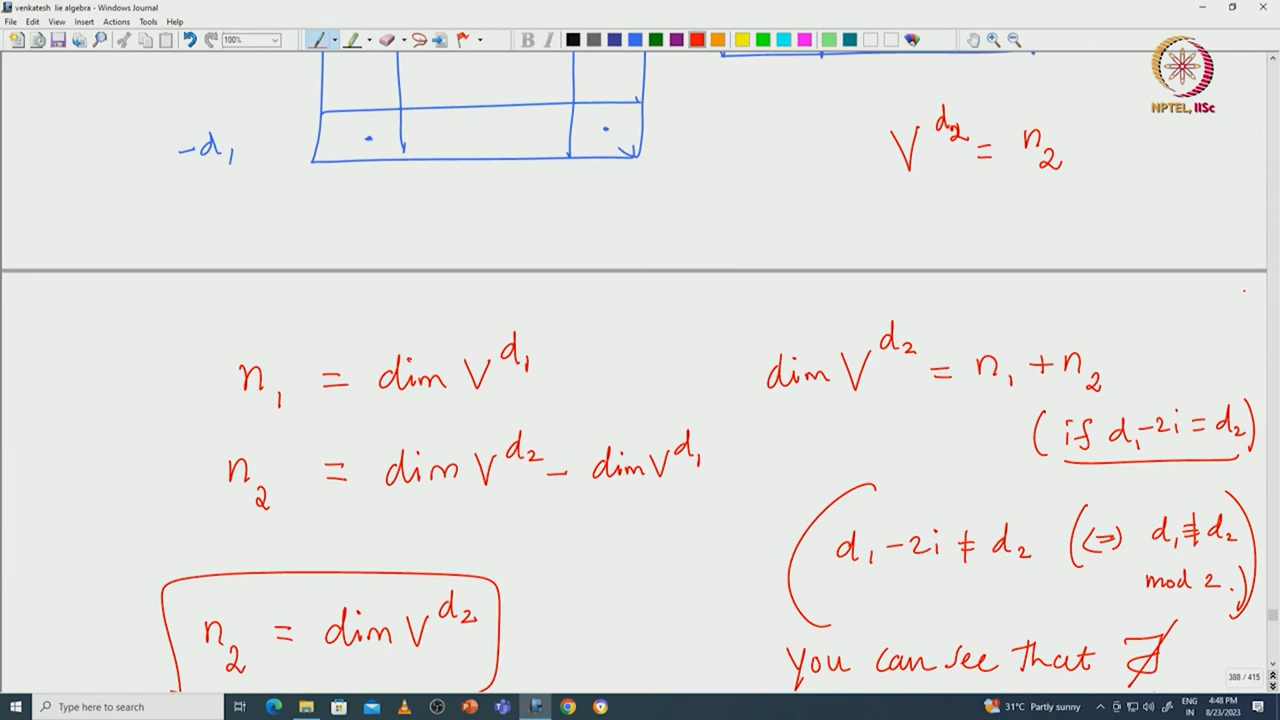 venkatesh lie algebra - Windows Journal
File Edit View Insert Actions Tools Help
100%
B I
NPTEL, IISc
-d₁
V^{d₂} = n₂
n₁ = dim V^{d₁}
dim V^{d₂} = n₁ + n₂
(if d₁-2i = d₂)
n₂ = dim V^{d₂} - dim V^{d₁}
d₁-2i ≠ d₂ (⇔ d₁ ≢ d₂
mod 2.)
n₂ = dim V^{d₂}
you can see that
388 / 415
Type here to search
31°C Partly sunny
ENG
IN
4:48 PM
8/23/2023